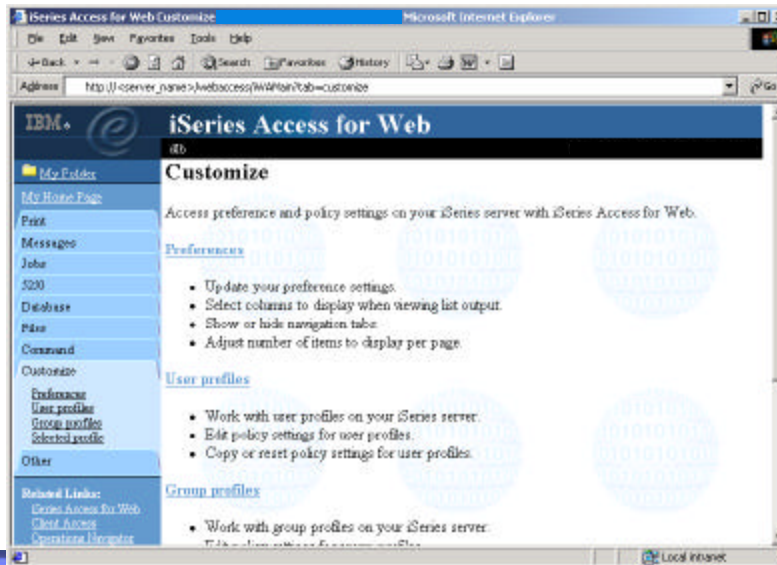 iSeries Access for Web Customize Microsoft Internet Explorer
File Edit View Favorites Tools Help
Back Search Favorites History
Address http://<server_name>/webaccess/iWAMain?tab=customize Go
IBM iSeries Access for Web
My Folder
My Home Page
Print
Messages
Jobs
5250
Database
Files
Command
Customize
Preferences
User profiles
Group profiles
Selected profile
Other
Related Links:
iSeries Access for Web
Client Access
Operations Navigator
Customize
Access preference and policy settings on your iSeries server with iSeries Access for Web.
Preferences
• Update your preference settings.
• Select columns to display when viewing list output.
• Show or hide navigation tabs.
• Adjust number of items to display per page.
User profiles
• Work with user profiles on your iSeries server.
• Edit policy settings for user profiles.
• Copy or reset policy settings for user profiles.
Group profiles
• Work with group profiles on your iSeries server.
Local intranet